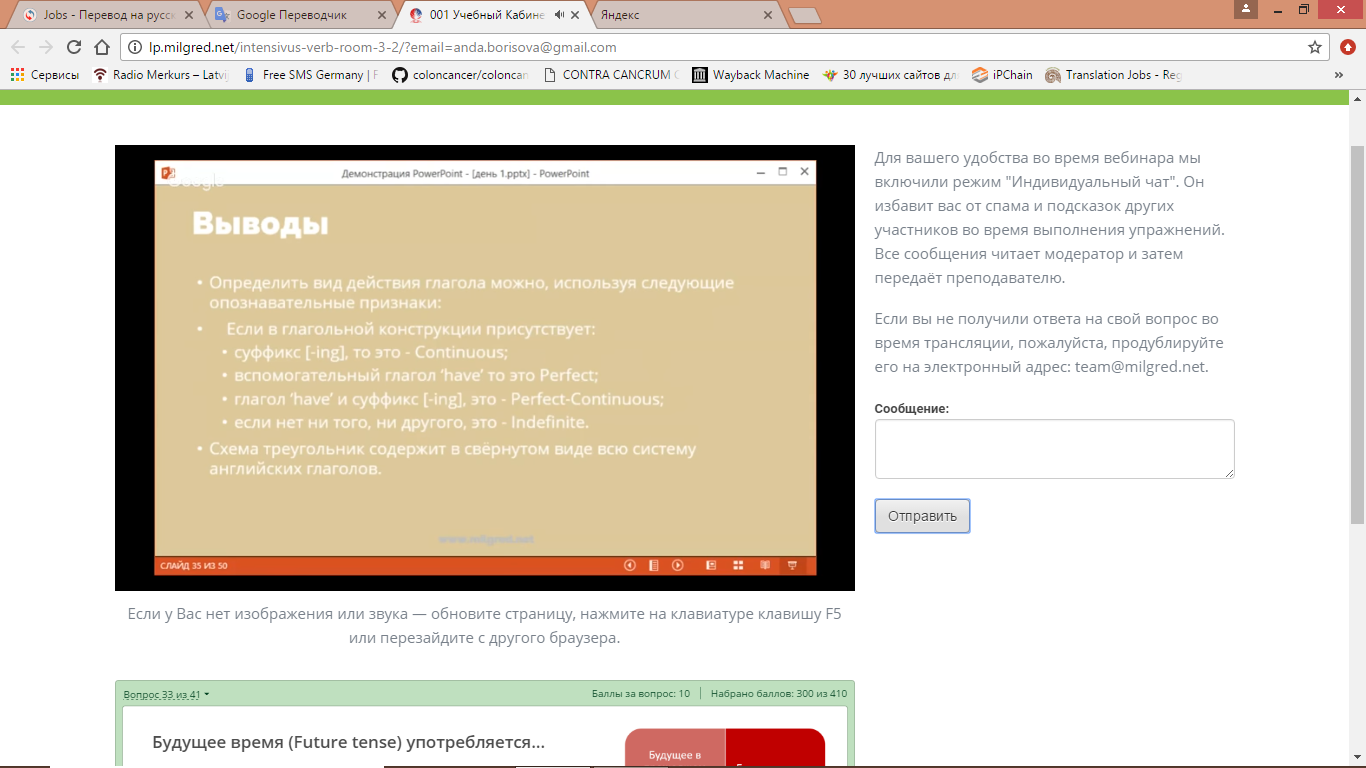 Jobs - Перевод на русск
Google Переводчик
001 Учебный Кабине
Яндекс
lp.milgred.net/intensivus-verb-room-3-2/?email=anda.borisova@gmail.com
Сервисы
Radio Merkurs – Latvij
Free SMS Germany | F
coloncancer/coloncan
CONTRA CANCRUM C
Wayback Machine
30 лучших сайтов для
iPChain
Translation Jobs - Reg
»
Демонстрация PowerPoint - [день 1.pptx] - PowerPoint
Google
Выводы
• Определить вид действия глагола можно, используя следующие
опознавательные признаки:
• Если в глагольной конструкции присутствует:
• суффикс [-ing], то это - Continuous;
• вспомогательный глагол ‘have’ то это Perfect;
• глагол ‘have’ и суффикс [-ing], это - Perfect-Continuous;
• если нет ни того, ни другого, это - Indefinite.
• Схема треугольник содержит в свёрнутом виде всю систему
английских глаголов.
www.milgred.net
СЛАЙД 35 ИЗ 50
Если у Вас нет изображения или звука — обновите страницу, нажмите на клавиатуре клавишу F5
или перезайдите с другого браузера.
Для вашего удобства во время вебинара мы
включили режим "Индивидуальный чат". Он
избавит вас от спама и подсказок других
участников во время выполнения упражнений.
Все сообщения читает модератор и затем
передаёт преподавателю.
Если вы не получили ответа на свой вопрос во
время трансляции, пожалуйста, продублируйте
его на электронный адрес: team@milgred.net.
Сообщение:
Отправить
Вопрос 33 из 41
Баллы за вопрос: 10
Набрано баллов: 300 из 410
Будущее время (Future tense) употребляется...
Будущее в